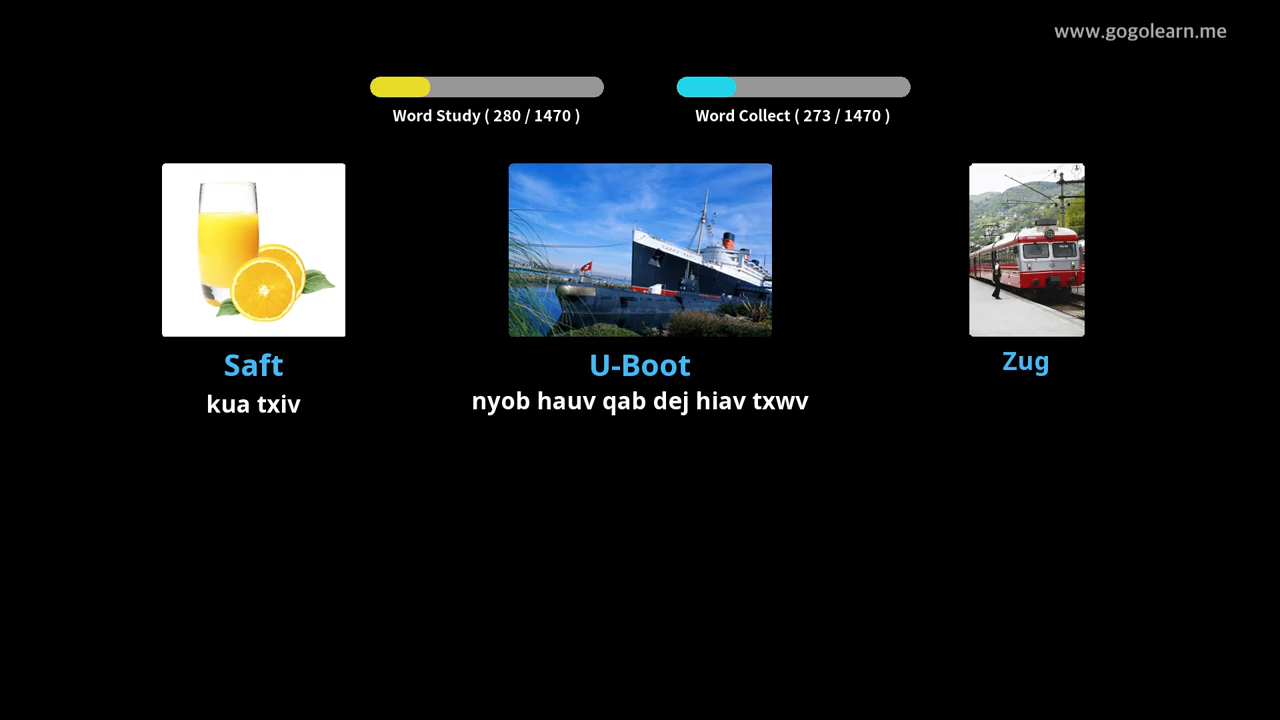 www.gogolearn.me
Word Study ( 280 / 1470 )
Word Collect ( 273 / 1470 )
Saft
U-Boot
Zug
kua txiv
nyob hauv qab dej hiav txwv